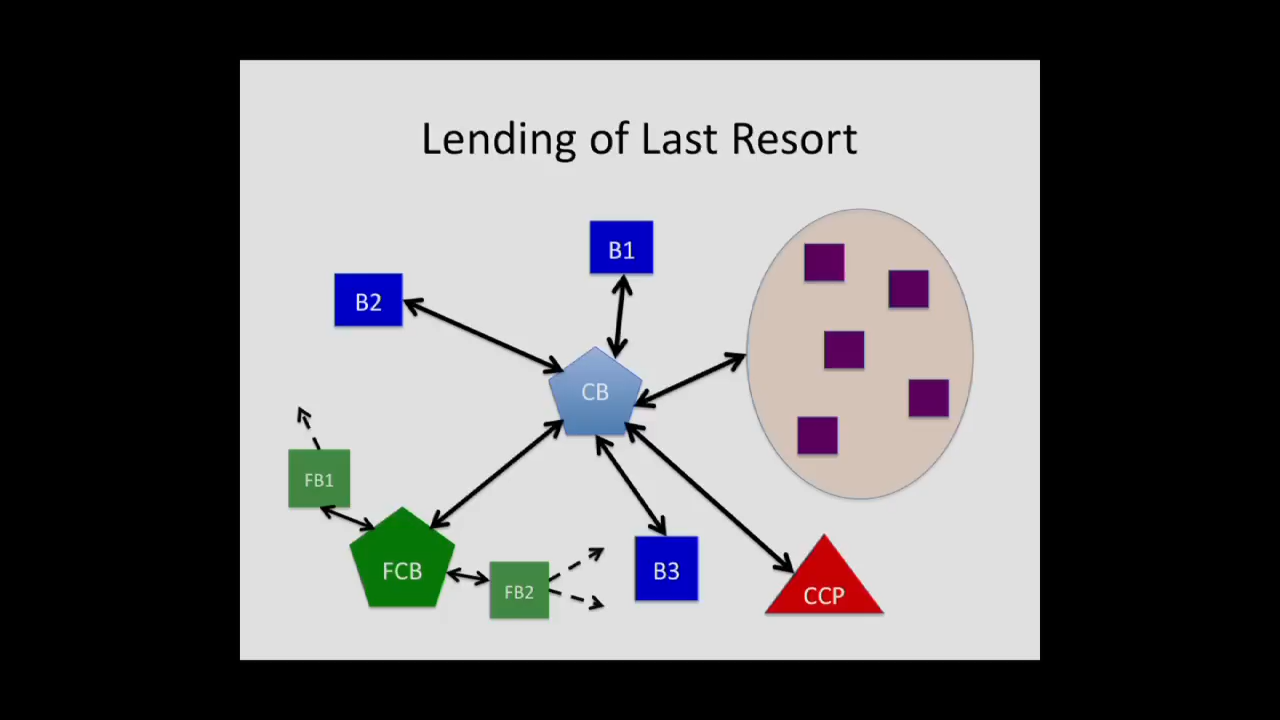 Lending of Last Resort
B1
B2
CB
FB1
FCB
FB2
B3
CCP